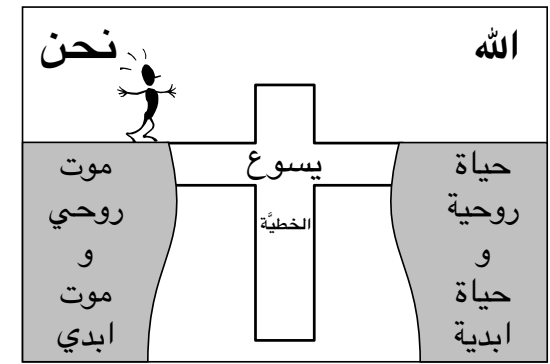 الله
نحن
حياة
روحية
و
حياة
ابدية
يسوع
الخطيَّة
موت
روحي
و
موت
ابدي